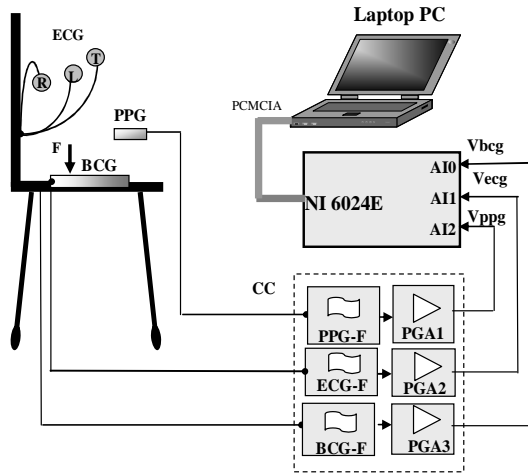 Laptop PC
ECG
R
L
T
PPG
PCMCIA
F
BCG
Vbcg
AI0
Vecg
NI 6024E
AI1
Vppg
AI2
CC
PPG-F
PGA1
ECG-F
PGA2
BCG-F
PGA3